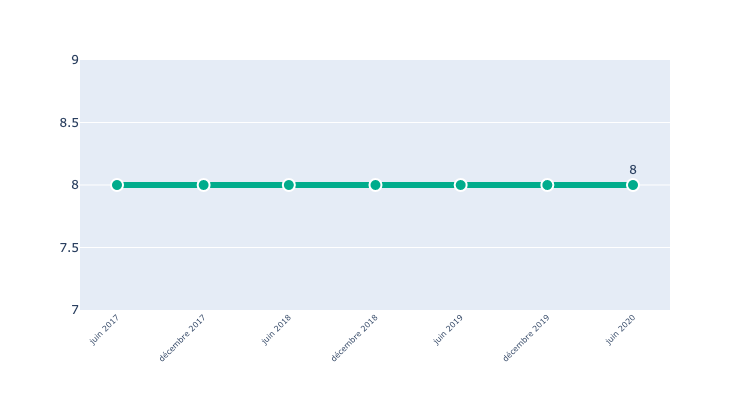 9
8.5
8
8
7.5
7
juin 2017
décembre 2017
juin 2018
décembre 2018
juin 2019
décembre 2019
juin 2020